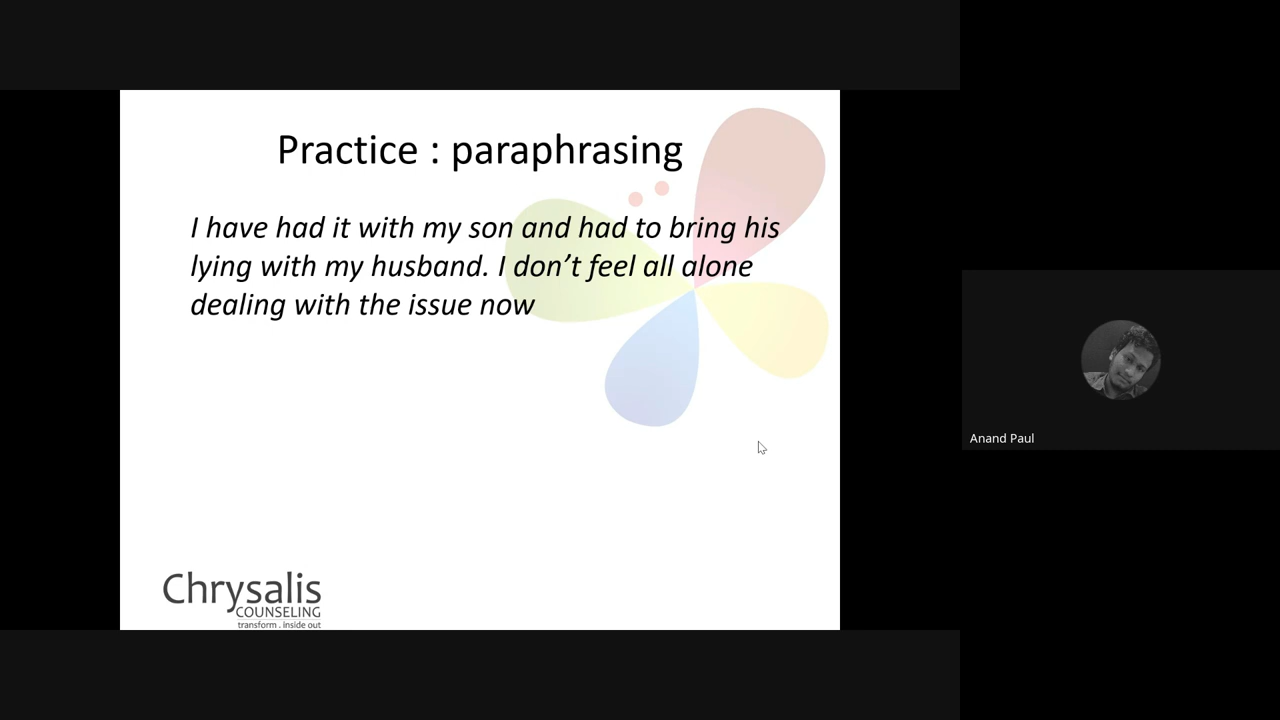 Practice : paraphrasing
I have had it with my son and had to bring his
lying with my husband. I don’t feel all alone
dealing with the issue now
Chrysalis
COUNSELING
transform . inside out
Anand Paul